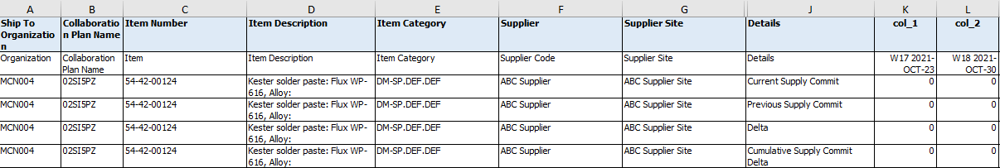 A B C D E F G J K L
Ship To Organizatio n Collaboratio n Plan Name Item Number Item Description Item Category Supplier Supplier Site Details col_1 col_2
Organization Collaboration Plan Name Item Item Description Item Category Supplier Code Supplier Site Details W17 2021-OCT-23 W18 2021-OCT-30
MCN004 02SI5PZ 54-42-00124 Kester solder paste: Flux WP-616, Alloy: DM-SP.DEF.DEF ABC Supplier ABC Supplier Site Current Supply Commit 0 0
MCN004 02SI5PZ 54-42-00124 Kester solder paste: Flux WP-616, Alloy: DM-SP.DEF.DEF ABC Supplier ABC Supplier Site Previous Supply Commit 0 0
MCN004 02SI5PZ 54-42-00124 Kester solder paste: Flux WP-616, Alloy: DM-SP.DEF.DEF ABC Supplier ABC Supplier Site Delta 0 0
MCN004 02SI5PZ 54-42-00124 Kester solder paste: Flux WP-616, Alloy: DM-SP.DEF.DEF ABC Supplier ABC Supplier Site Cumulative Supply Commit Delta 0 0